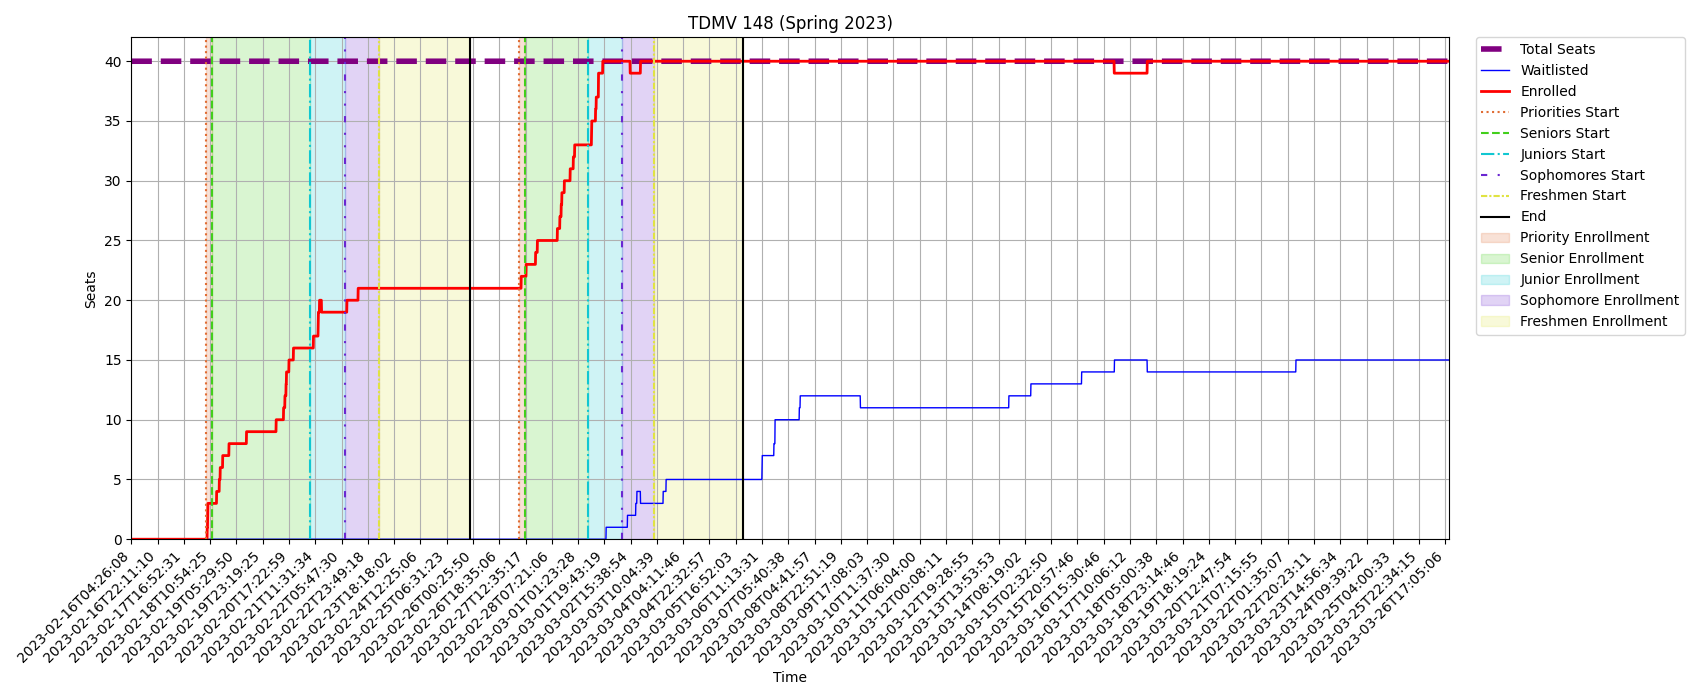 TDMV 148 (Spring 2023)
Seats
40
35
30
25
20
15
10
5
0
2023-02-16T04:26:08
2023-02-16T22:11:10
2023-02-17T16:52:31
2023-02-18T10:54:25
2023-02-19T05:29:50
2023-02-19T23:19:25
2023-02-20T17:22:59
2023-02-21T11:31:34
2023-02-22T05:47:30
2023-02-22T23:49:18
2023-02-23T18:18:02
2023-02-24T12:25:06
2023-02-25T06:31:23
2023-02-26T00:25:50
2023-02-26T18:35:06
2023-02-27T12:35:17
2023-02-28T07:21:06
2023-03-01T01:23:28
2023-03-01T19:43:19
2023-03-02T15:38:54
2023-03-03T10:04:39
2023-03-04T04:11:46
2023-03-04T22:32:57
2023-03-05T16:52:03
2023-03-06T11:13:31
2023-03-07T05:40:38
2023-03-08T04:41:57
2023-03-08T22:51:19
2023-03-09T17:08:03
2023-03-10T11:37:30
2023-03-11T06:04:00
2023-03-12T00:08:11
2023-03-12T19:28:55
2023-03-13T13:53:53
2023-03-14T08:19:02
2023-03-15T02:32:50
2023-03-15T20:57:46
2023-03-16T15:30:46
2023-03-17T10:06:12
2023-03-18T05:00:38
2023-03-18T23:14:46
2023-03-19T18:19:24
2023-03-20T12:47:54
2023-03-21T07:15:55
2023-03-22T01:35:07
2023-03-22T20:23:11
2023-03-23T14:56:34
2023-03-24T09:39:22
2023-03-25T04:00:33
2023-03-25T22:34:15
2023-03-26T17:05:06
Time
Total Seats
Waitlisted
Enrolled
Priorities Start
Seniors Start
Juniors Start
Sophomores Start
Freshmen Start
End
Priority Enrollment
Senior Enrollment
Junior Enrollment
Sophomore Enrollment
Freshmen Enrollment